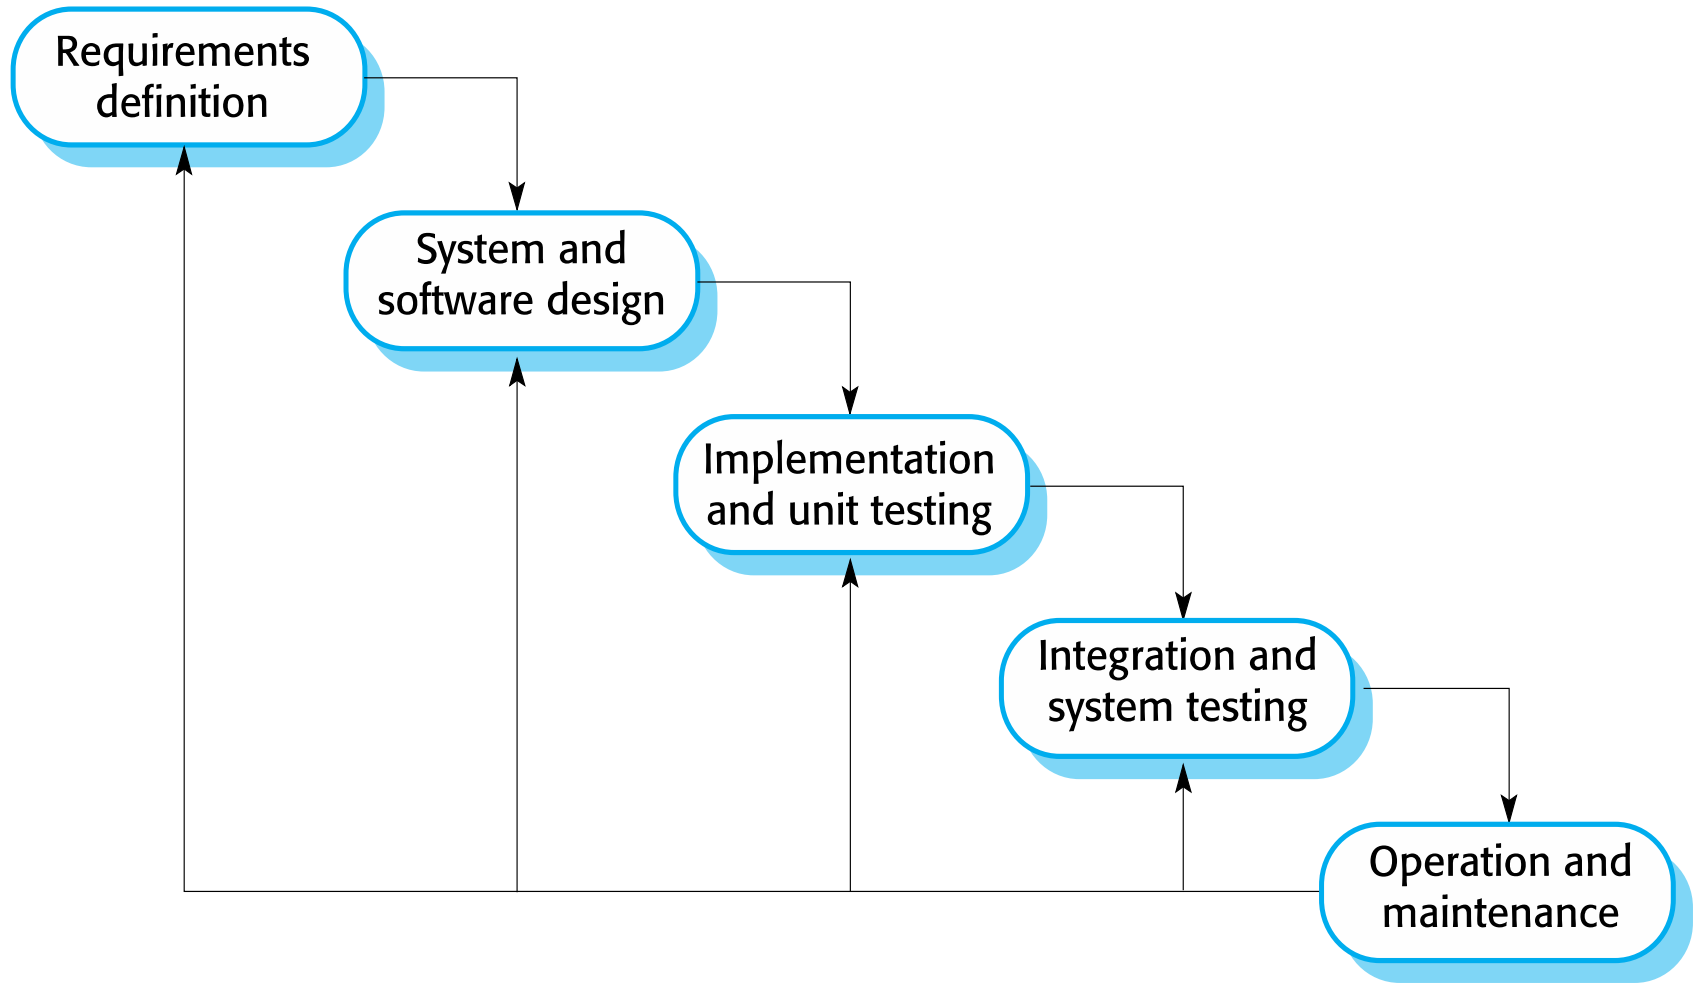 Requirements
definition
System and
software design
Implementation
and unit testing
Integration and
system testing
Operation and
maintenance